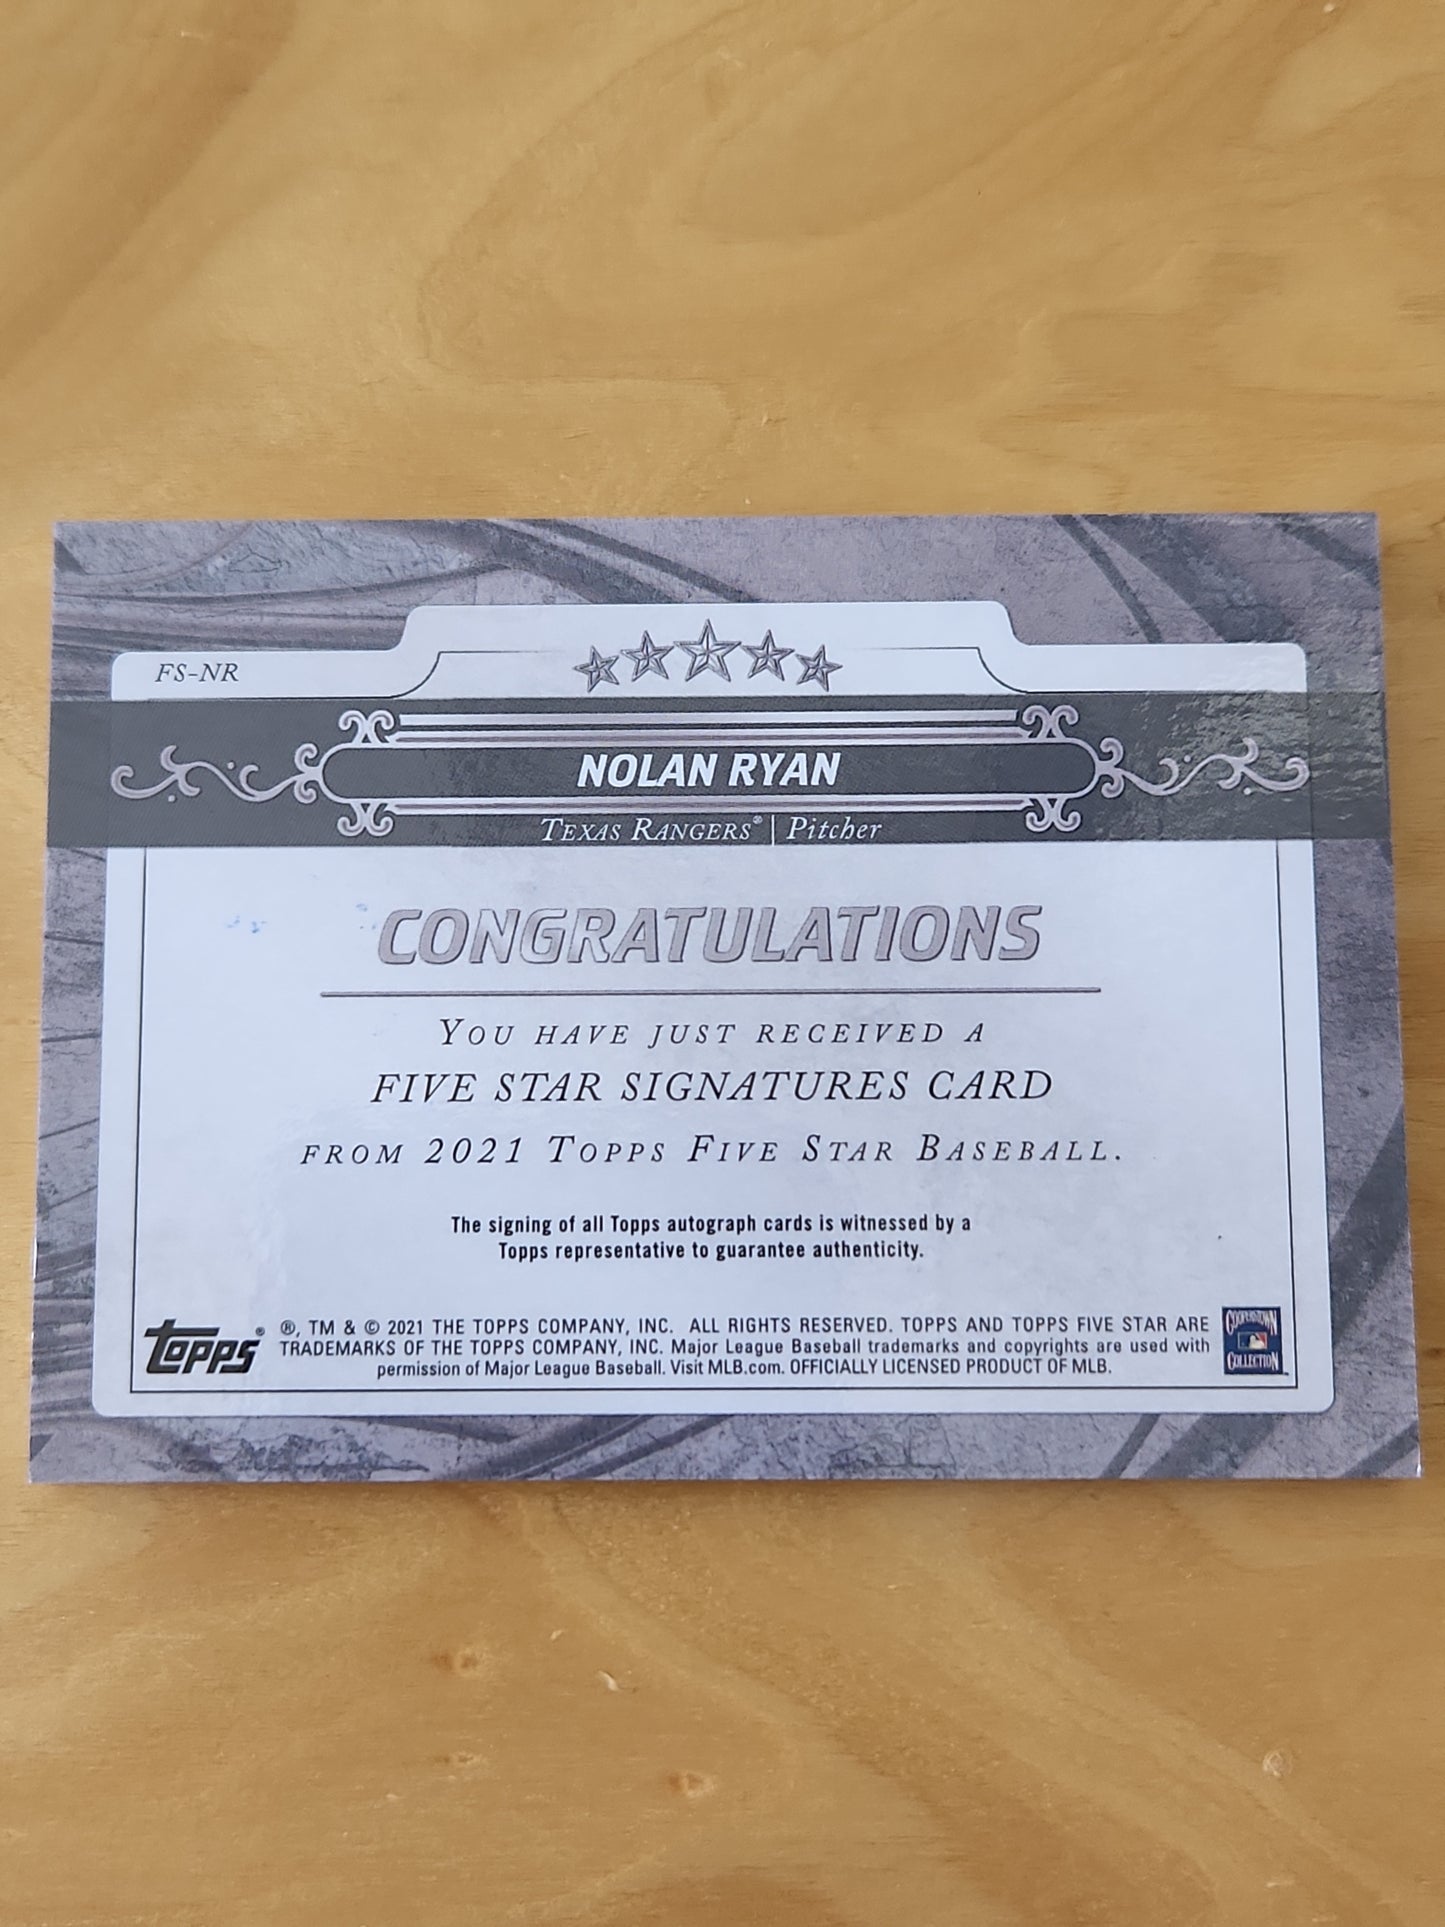 FS-NR
NOLAN RYAN
TEXAS RANGERS® | Pitcher
CONGRATULATIONS
YOU HAVE JUST RECEIVED A
FIVE STAR SIGNATURES CARD
FROM 2021 TOPPS FIVE STAR BASEBALL.
The signing of all Topps autograph cards is witnessed by a
Topps representative to guarantee authenticity.
topps®
®, TM & © 2021 THE TOPPS COMPANY, INC. ALL RIGHTS RESERVED. TOPPS AND TOPPS FIVE STAR ARE
TRADEMARKS OF THE TOPPS COMPANY, INC. Major League Baseball trademarks and copyrights are used with
permission of Major League Baseball. Visit MLB.com. OFFICIALLY LICENSED PRODUCT OF MLB.
COOPERSTOWN
COLLECTION